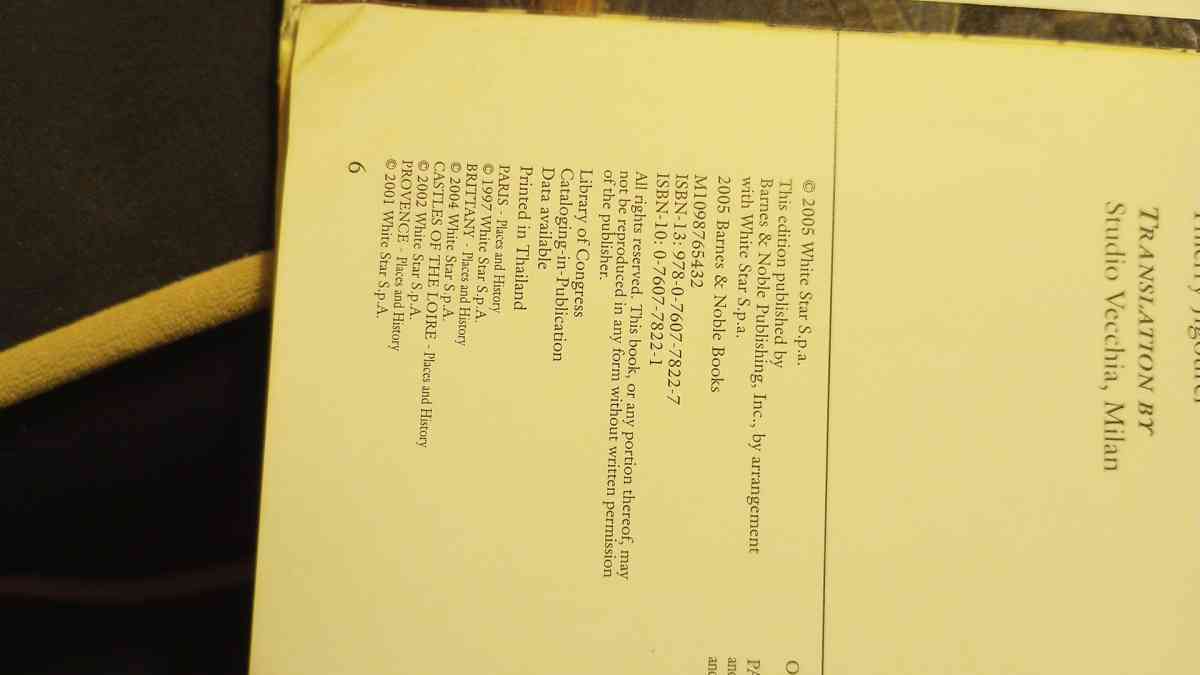 TRANSLATION BY
Studio Vecchia, Milan
© 2005 White Star S.p.a.
This edition published by
Barnes & Noble Publishing, Inc., by arrangement
with White Star S.p.a.
2005 Barnes & Noble Books
M1098765432
ISBN-13: 978-0-7607-7822-7
ISBN-10: 0-7607-7822-1
All rights reserved. This book, or any portion thereof, may
not be reproduced in any form without written permission
of the publisher.
Library of Congress
Cataloging-in-Publication
Data available
Printed in Thailand
PARIS - Places and History
© 1997 White Star S.p.A.
BRITTANY - Places and History
© 2004 White Star S.p.A.
CASTLES OF THE LOIRE - Places and History
© 2002 White Star S.p.A.
PROVENCE - Places and History
© 2001 White Star S.p.A.
6